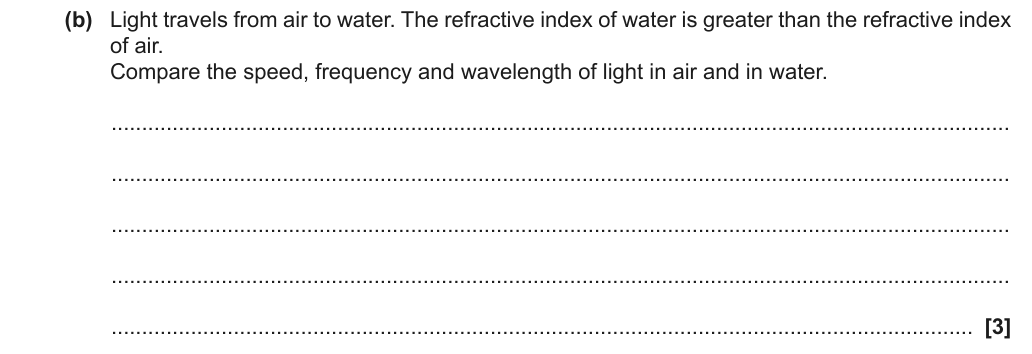 (b) Light travels from air to water. The refractive index of water is greater than the refractive index
of air.
Compare the speed, frequency and wavelength of light in air and in water.
..........................................................................................................................................................
..........................................................................................................................................................
..........................................................................................................................................................
..........................................................................................................................................................
.................................................................................................................................................... [3]